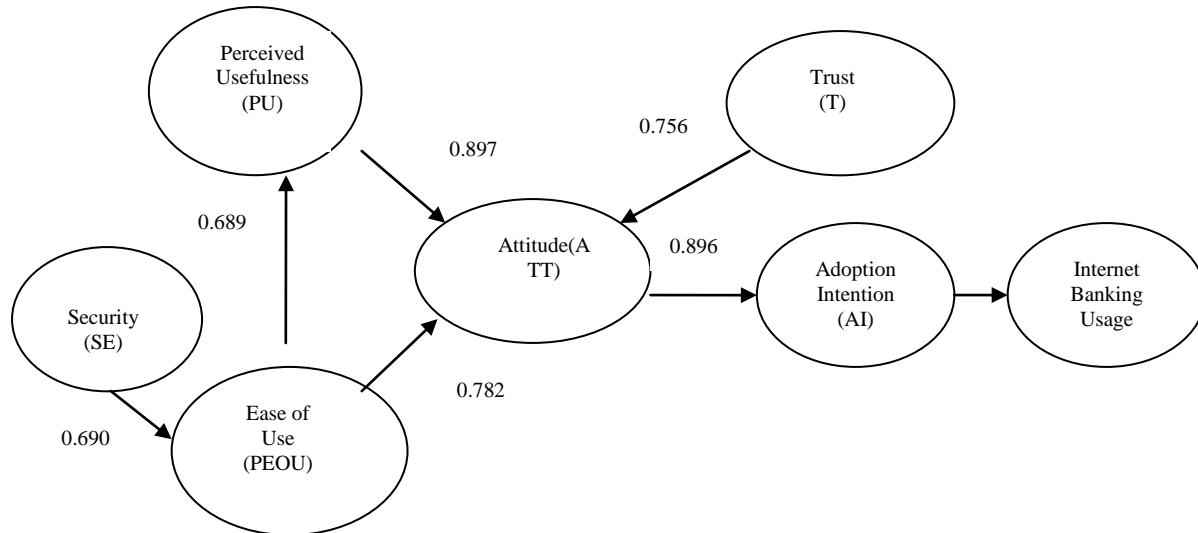 Perceived
Usefulness
(PU)
Trust
(T)
0.756
0.897
0.689
Attitude(A
TT)
0.896
Adoption
Intention
(AI)
Internet
Banking
Usage
Security
(SE)
0.782
Ease of
Use
(PEOU)
0.690